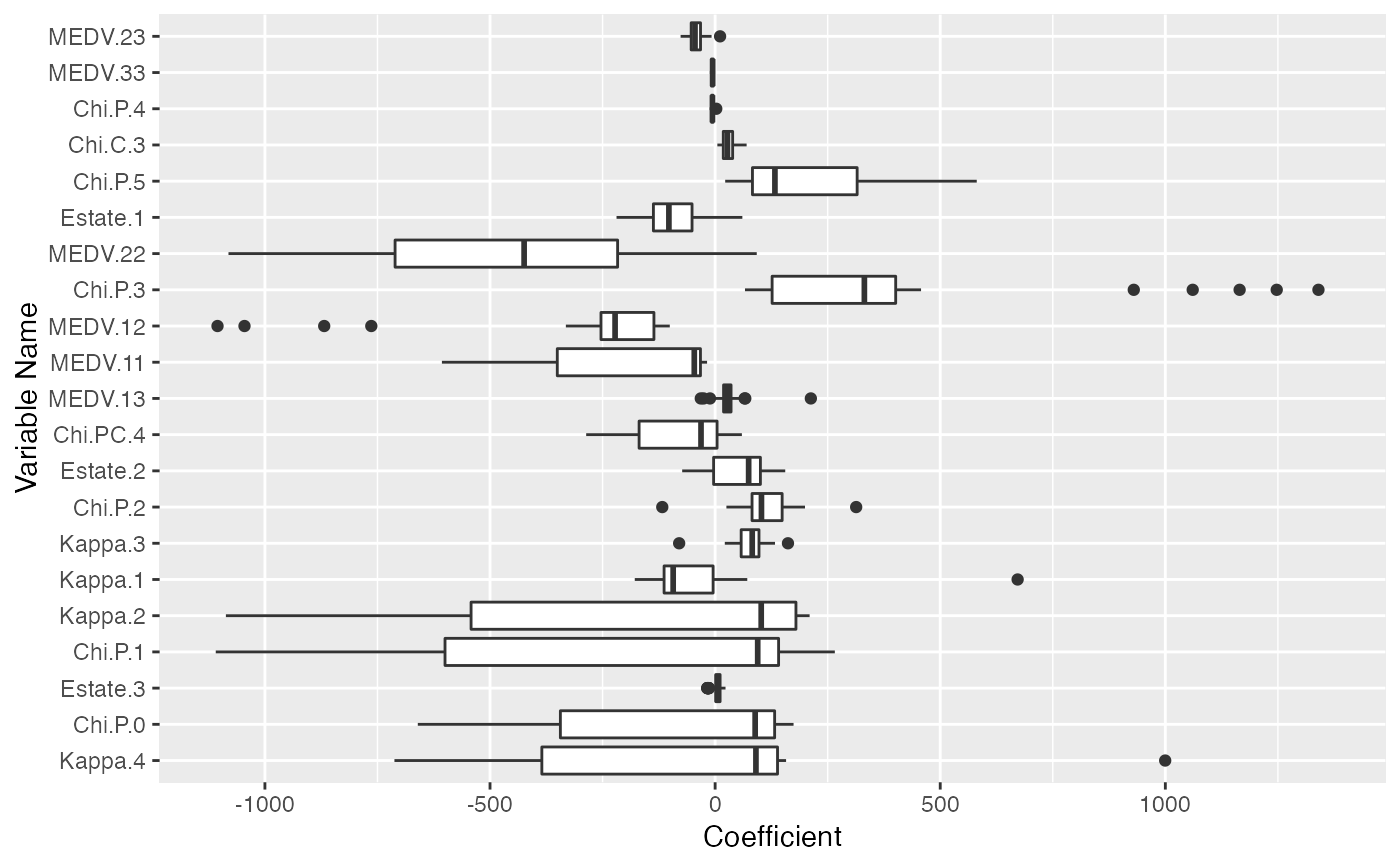 MEDV.23
MEDV.33
Chi.P.4
Chi.C.3
Chi.P.5
Estate.1
MEDV.22
Chi.P.3
MEDV.12
MEDV.11
MEDV.13
Chi.PC.4
Estate.2
Chi.P.2
Kappa.3
Kappa.1
Kappa.2
Chi.P.1
Estate.3
Chi.P.0
Kappa.4
Variable Name
-1000 -500 0 500 1000
Coefficient